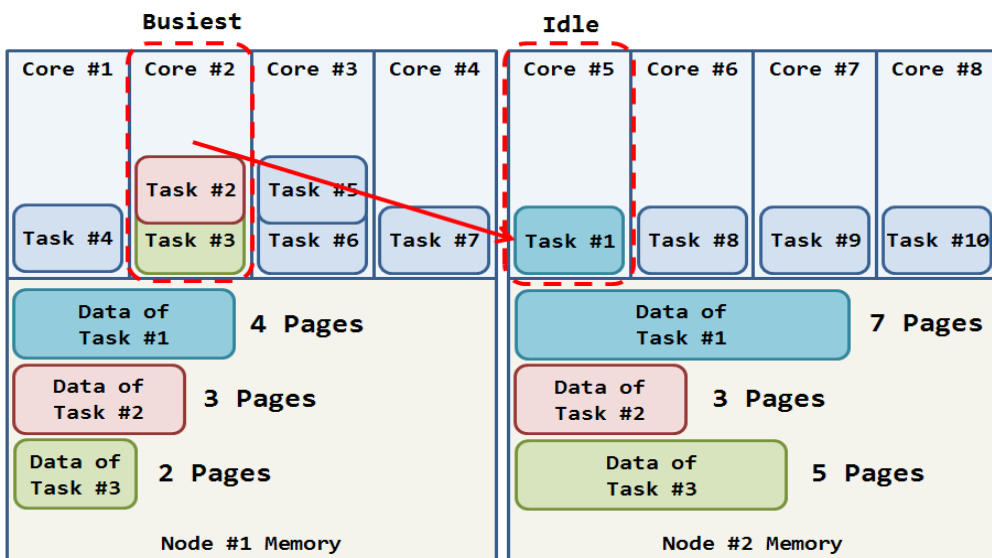 Busiest
Idle
Core #1
Core #2
Core #3
Core #4
Core #5
Core #6
Core #7
Core #8
Task #2
Task #5
Task #4
Task #3
Task #6
Task #7
Task #1
Task #8
Task #9
Task #10
Data of
Task #1
4 Pages
Data of
Task #2
3 Pages
Data of
Task #3
2 Pages
Node #1 Memory
Data of
Task #1
7 Pages
Data of
Task #2
3 Pages
Data of
Task #3
5 Pages
Node #2 Memory